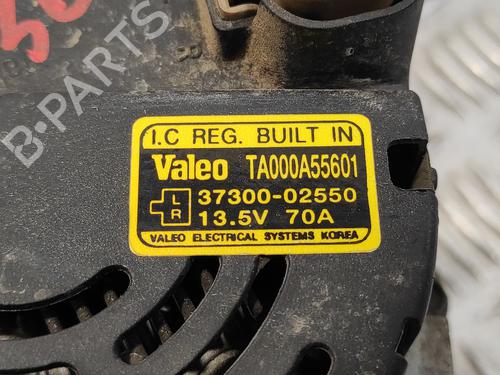 B-PARTS
I.C REG. BUILT IN
Valeo TA000A55601
L R 37300-02550
13.5V 70A
VALEO ELECTRICAL SYSTEMS KOREA